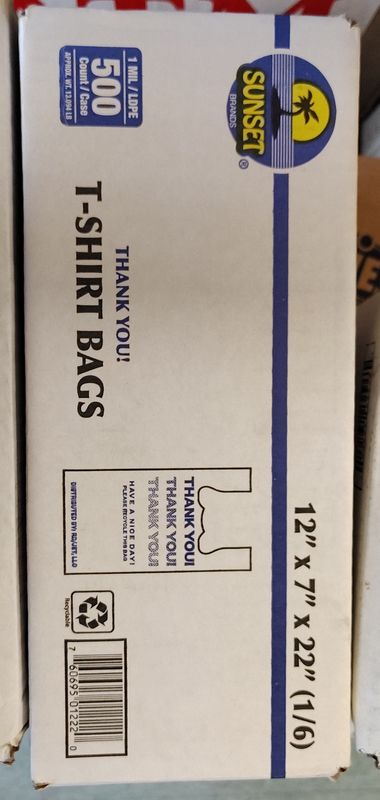 SUNSET
BRANDS
®
1 MIL / LDPE
500
Count / Case
APPROX. WT. 13.094 LB
12" x 7" x 22" (1/6)
THANK YOU!
T-SHIRT BAGS
THANK YOU!
THANK YOU!
THANK YOU!
HAVE A NICE DAY!
PLEASE RECYCLE THIS BAG
DISTRIBUTED BY: RDJET, LLC
Recyclable
7 60695 01222 0